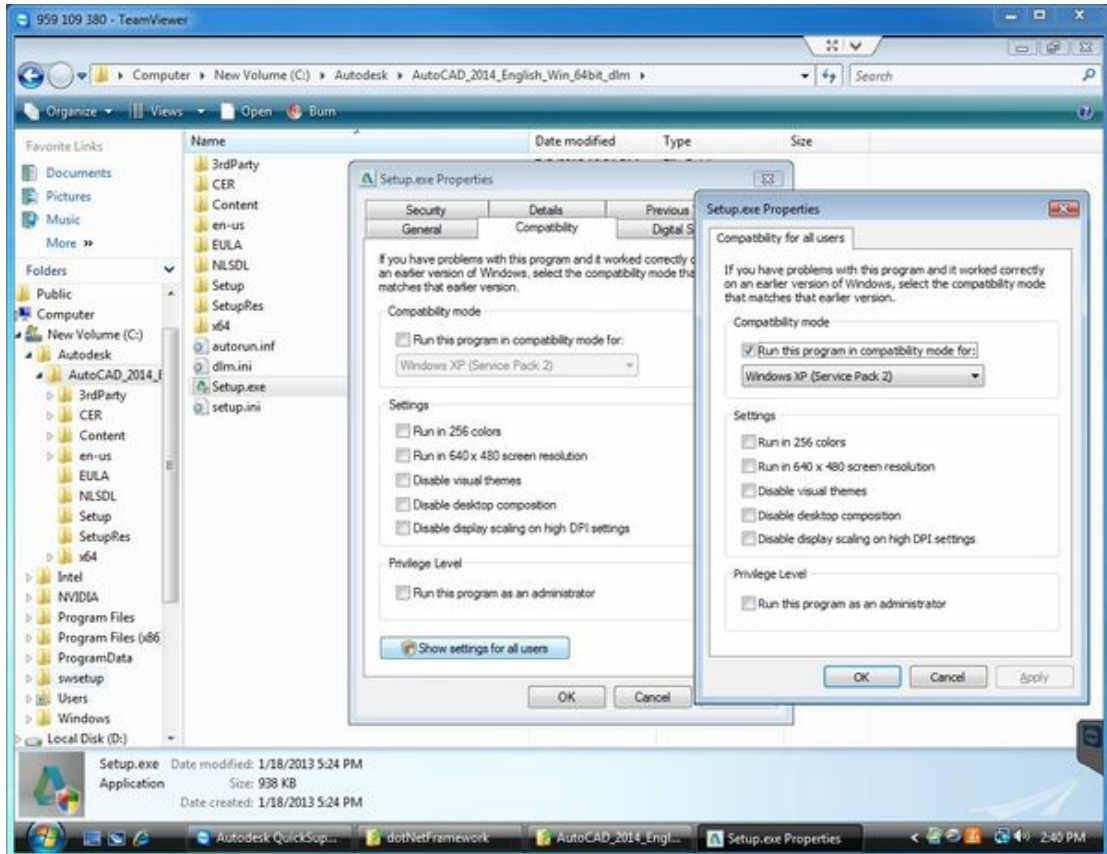 959 109 380 - TeamViewer
Computer New Volume (C:) Autodesk AutoCAD_2014_English_Win_64bit_dlm
Search
Organize Views Open Burn
Favorite Links
Documents
Pictures
Music
More »
Folders
Public
Computer
New Volume (C:)
Autodesk
AutoCAD_2014_E
3rdParty
CER
Content
en-us
EULA
NLSDL
Setup
SetupRes
x64
Intel
NVIDIA
Program Files
Program Files (x86
ProgramData
swsetup
Users
Windows
Local Disk (D:)
Name Date modified Type Size
3rdParty
CER
Content
en-us
EULA
NLSDL
Setup
SetupRes
x64
autorun.inf
dlm.ini
Setup.exe
setup.ini
Setup.exe Properties
Security Details Previous
General Compatibility Digital S
If you have problems with this program and it worked correctly
an earlier version of Windows, select the compatibility mode tha
matches that earlier version.
Compatibility mode
Run this program in compatibility mode for:
Windows XP (Service Pack 2)
Settings
Run in 256 colors
Run in 640 x 480 screen resolution
Disable visual themes
Disable desktop composition
Disable display scaling on high DPI settings
Privilege Level
Run this program as an administrator
Show settings for all users
OK Cancel
Setup.exe Properties
Compatibility for all users
If you have problems with this program and it worked correctly
on an earlier version of Windows, select the compatibility mode
that matches that earlier version.
Compatibility mode
Run this program in compatibility mode for:
Windows XP (Service Pack 2)
Settings
Run in 256 colors
Run in 640 x 480 screen resolution
Disable visual themes
Disable desktop composition
Disable display scaling on high DPI settings
Privilege Level
Run this program as an administrator
OK Cancel Apply
Setup.exe Date modified: 1/18/2013 5:24 PM
Application Size: 938 KB
Date created: 1/18/2013 5:24 PM
Autodesk QuickSup... dotNetFramework AutoCAD_2014_Engl... Setup.exe Properties 2:40 PM